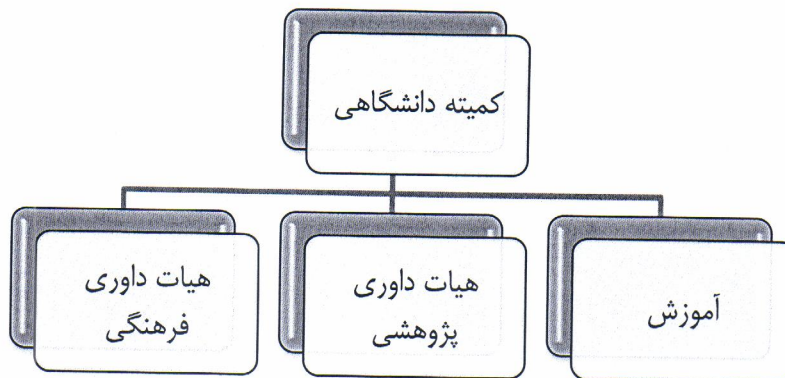 کمیته دانشگاهی
آموزش
هیات داوری
پژوهشی
هیات داوری
فرهنگی